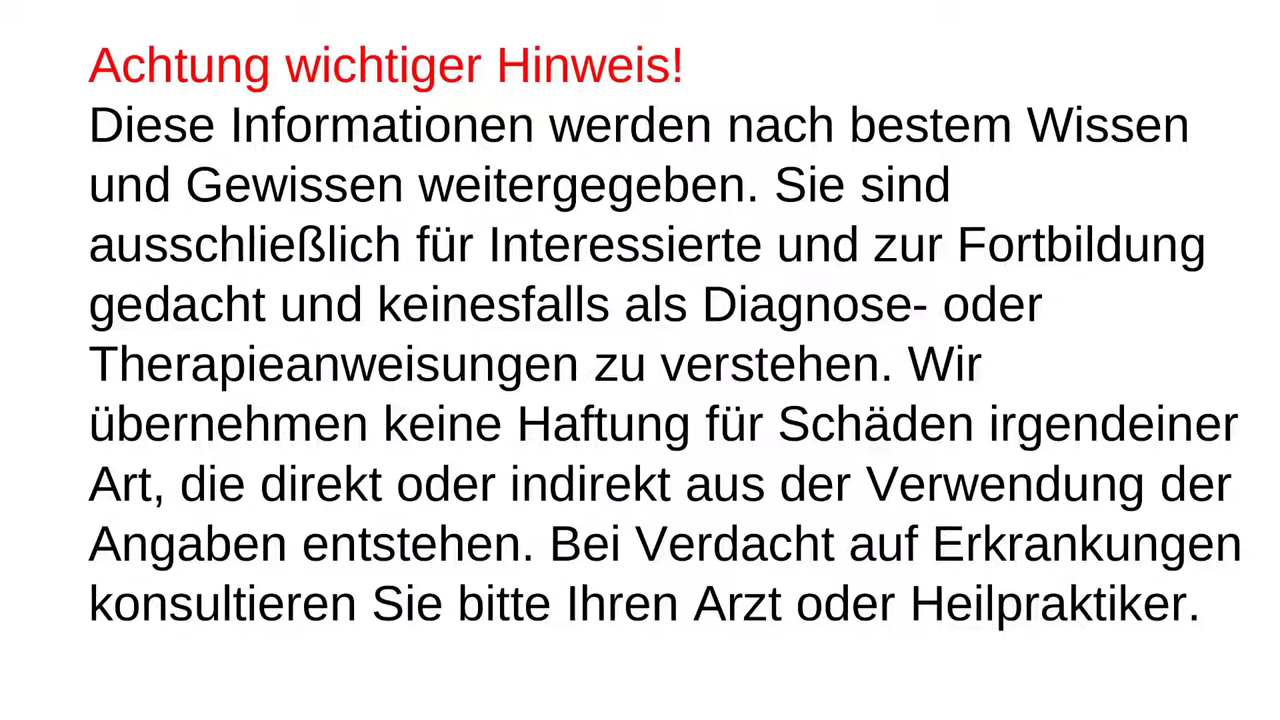 Achtung wichtiger Hinweis!
Diese Informationen werden nach bestem Wissen
und Gewissen weitergegeben. Sie sind
ausschließlich für Interessierte und zur Fortbildung
gedacht und keinesfalls als Diagnose- oder
Therapieanweisungen zu verstehen. Wir
übernehmen keine Haftung für Schäden irgendeiner
Art, die direkt oder indirekt aus der Verwendung der
Angaben entstehen. Bei Verdacht auf Erkrankungen
konsultieren Sie bitte Ihren Arzt oder Heilpraktiker.